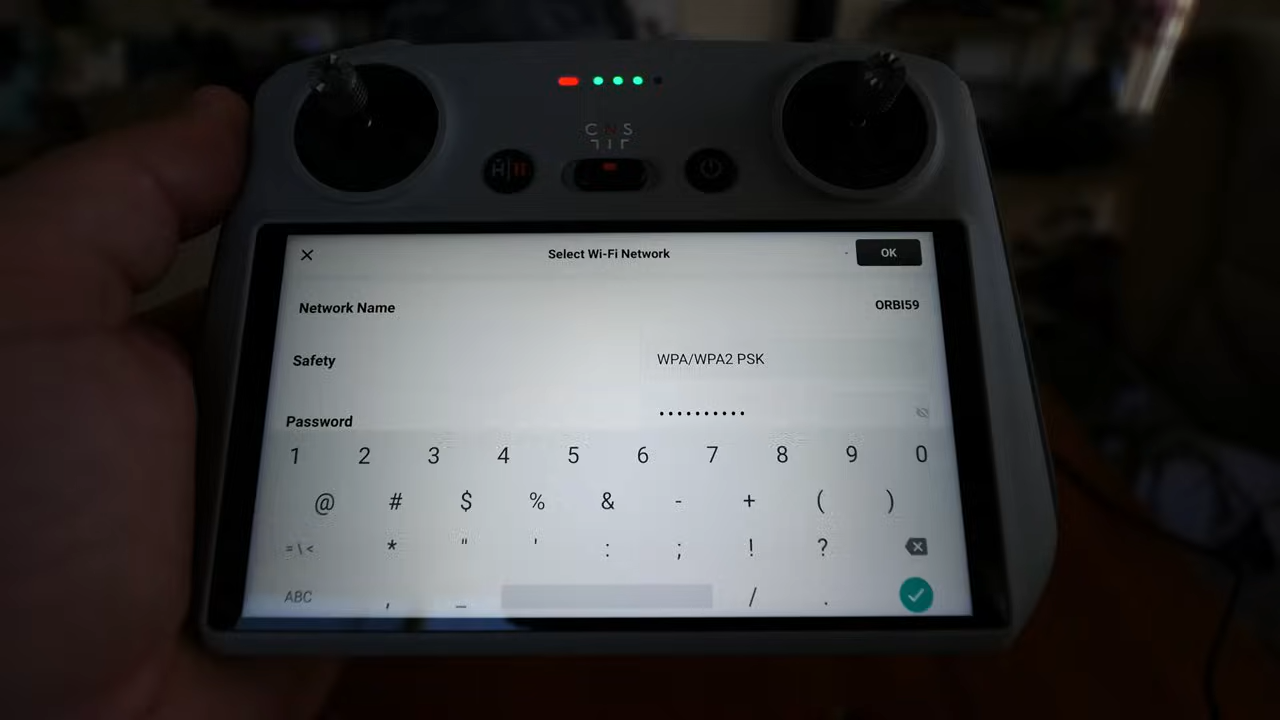 C N S
✕ Select Wi-Fi Network OK
Network Name ORBI59
Safety WPA/WPA2 PSK
Password ••••••••••
1 2 3 4 5 6 7 8 9 0
@ # $ % & - + ( )
= \ < * " ' : ; ! ?
ABC , _ / .